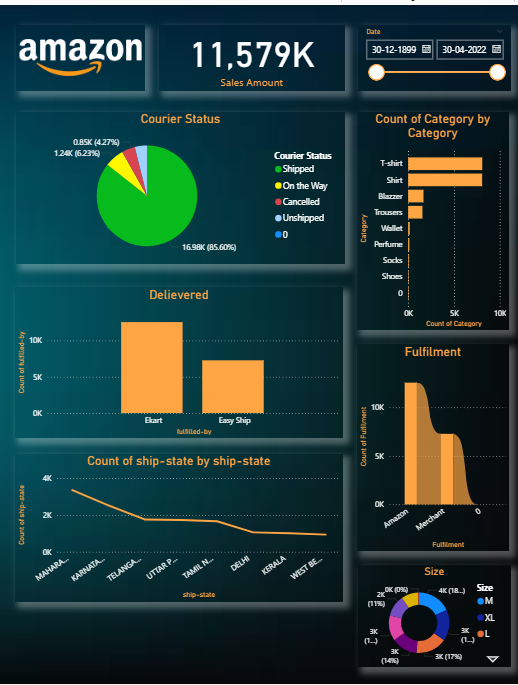 amazon
11,579K
Sales Amount
Date
30-12-1899
30-04-2022
Courier Status
0.85K (4.27%)
1.24K (6.23%)
16.98K (85.60%)
Courier Status
Shipped
On the Way
Cancelled
Unshipped
0
Count of Category by
Category
Category
T-shirt
Shirt
Blazzer
Trousers
Wallet
Perfume
Socks
Shoes
0
0K
5K
10K
Count of Category
Delievered
Count of fulfilled-by
10K
5K
0K
Ekart
Easy Ship
fulfilled-by
Fulfilment
Count of Fulfilment
10K
5K
0K
Amazon
Merchant
0
Fulfilment
Count of ship-state by ship-state
Count of ship-state
4K
2K
0K
MAHARA...
KARNATA...
TELANGA...
UTTAR P...
TAMIL N...
DELHI
KERALA
WEST BE...
ship-state
Size
0K (0%)
2K
(11%)
3K
(1...)
3K
(14%)
3K (17%)
3K
(1...)
4K (18...)
Size
M
XL
L